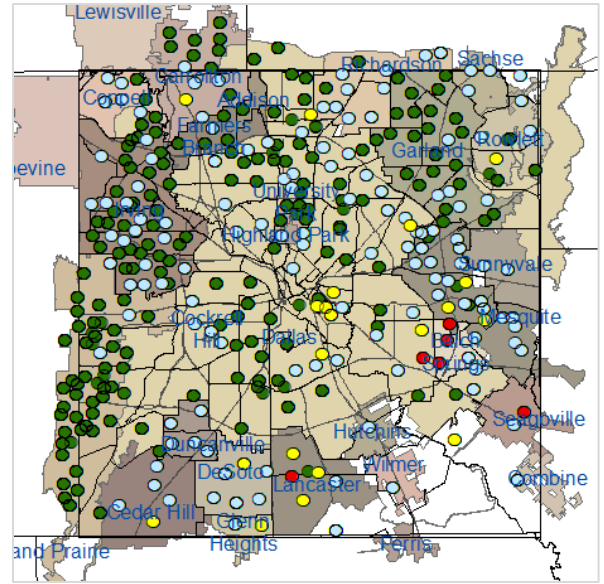 Lewisville
Richardson
Sachse
Carrollton
Coppell
Addison
Farmers
Branch
Garland
Rowlett
evine
University
Park
Irving
Highland Park
Sunnyvale
Cockrell
Hill
Dallas
Mesquite
Balch
Springs
Seagoville
Hutchins
Duncanville
DeSoto
Wilmer
Lancaster
Combine
Cedar Hill
Glenn
Heights
Ferris
and Prairie